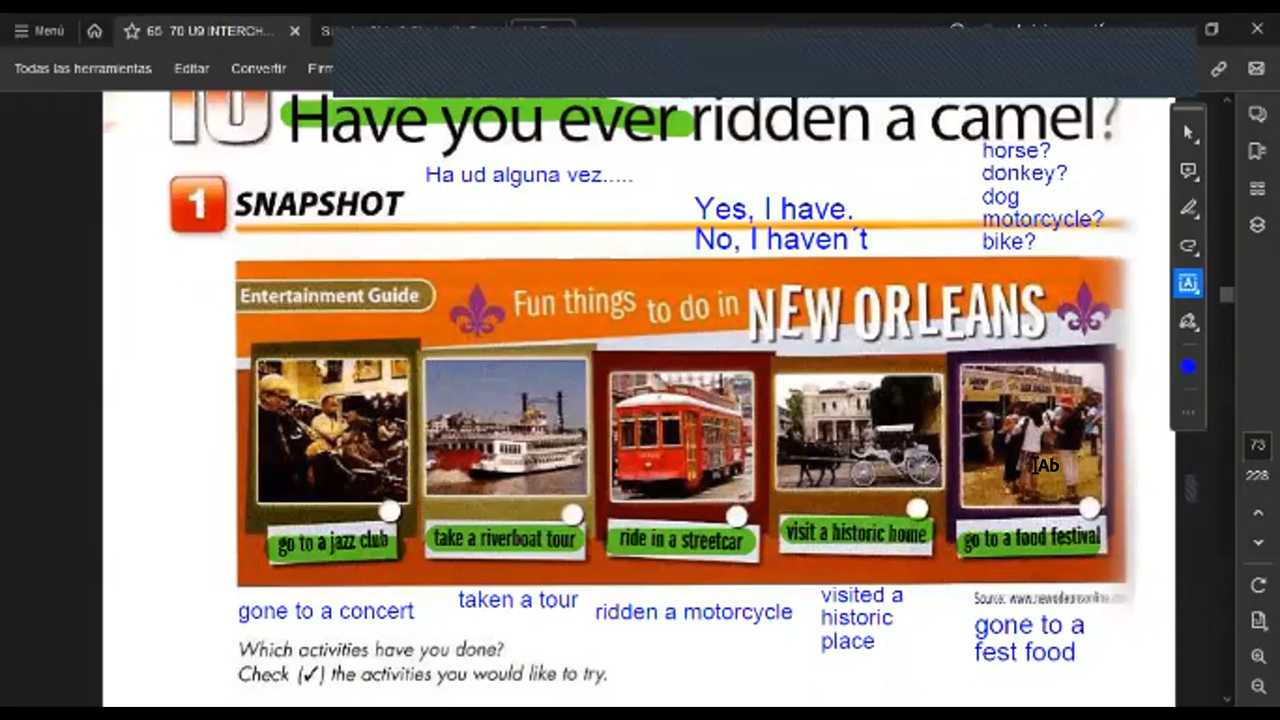 Menú
65_70 U9 INTERCH...
Todas las herramientas
Editar
Convertir
10 Have you ever ridden a camel?
horse?
donkey?
dog
motorcycle?
bike?
Ha ud alguna vez.....
1 SNAPSHOT
Yes, I have.
No, I haven´t
Entertainment Guide
Fun things to do in NEW ORLEANS
go to a jazz club
take a riverboat tour
ride in a streetcar
visit a historic home
go to a food festival
Ab
gone to a concert
taken a tour
ridden a motorcycle
visited a
historic
place
gone to a
fest food
Which activities have you done?
Check (✓) the activities you would like to try.
73
228